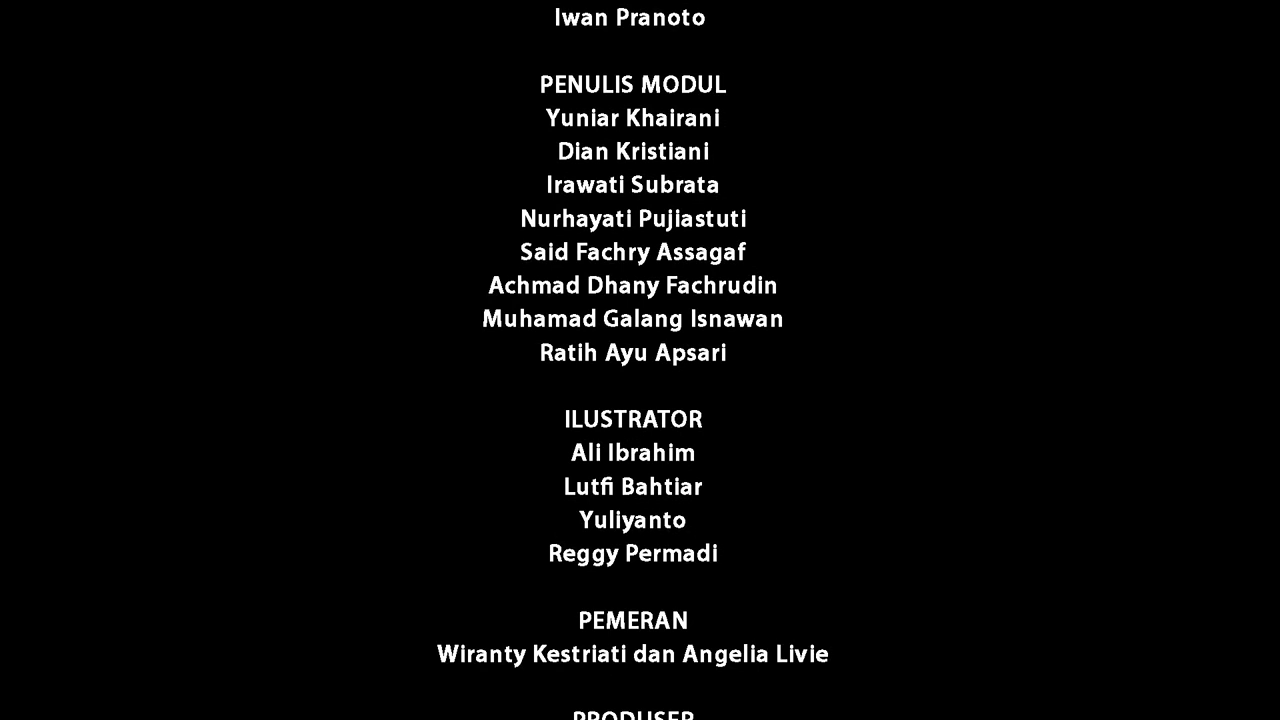 Iwan Pranoto
PENULIS MODUL
Yuniar Khairani
Dian Kristiani
Irawati Subrata
Nurhayati Pujiastuti
Said Fachry Assagaf
Achmad Dhany Fachrudin
Muhamad Galang Isnawan
Ratih Ayu Apsari
ILUSTRATOR
Ali Ibrahim
Lutfi Bahtiar
Yuliyanto
Reggy Permadi
PEMERAN
Wiranty Kestriati dan Angelia Livie
PRODUSER